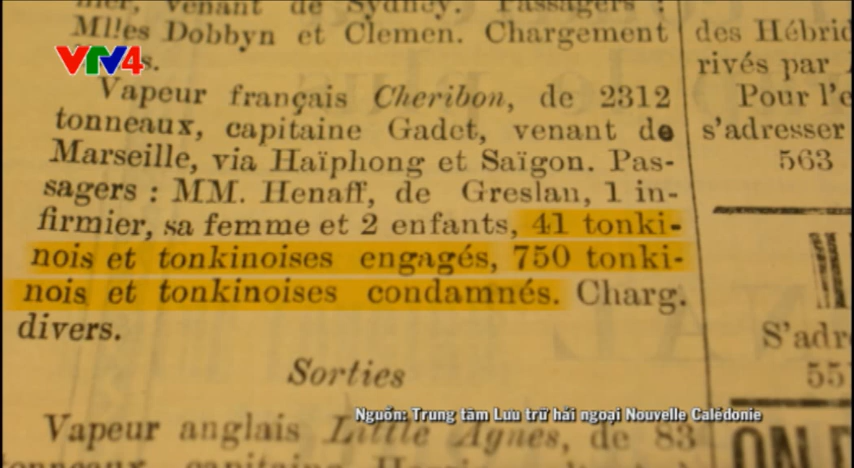 mer, venant de Sydney. Passagers :
Mlles Dobbyn et Clemen. Chargement
VTV4
Vapeur français Cheribon, de 2312
tonneaux, capitaine Gadet, venant de
Marseille, via Haïphong et Saïgon. Pas-
sagers : MM. Henaff, de Greslan, 1 in-
firmier, sa femme et 2 enfants, 41 tonki-
nois et tonkinoises engagés, 750 tonki-
nois et tonkinoises condamnés. Charg.
divers.
Sorties
Nguồn: Trung tâm Lưu trữ hải ngoại Nouvelle Calédonie
Vapeur anglais Little Agnes, de 83
tonneaux, capitaine
des Hébrid
rivés par
Pour l'e
s'adresser
563
S'adr
55
ON D